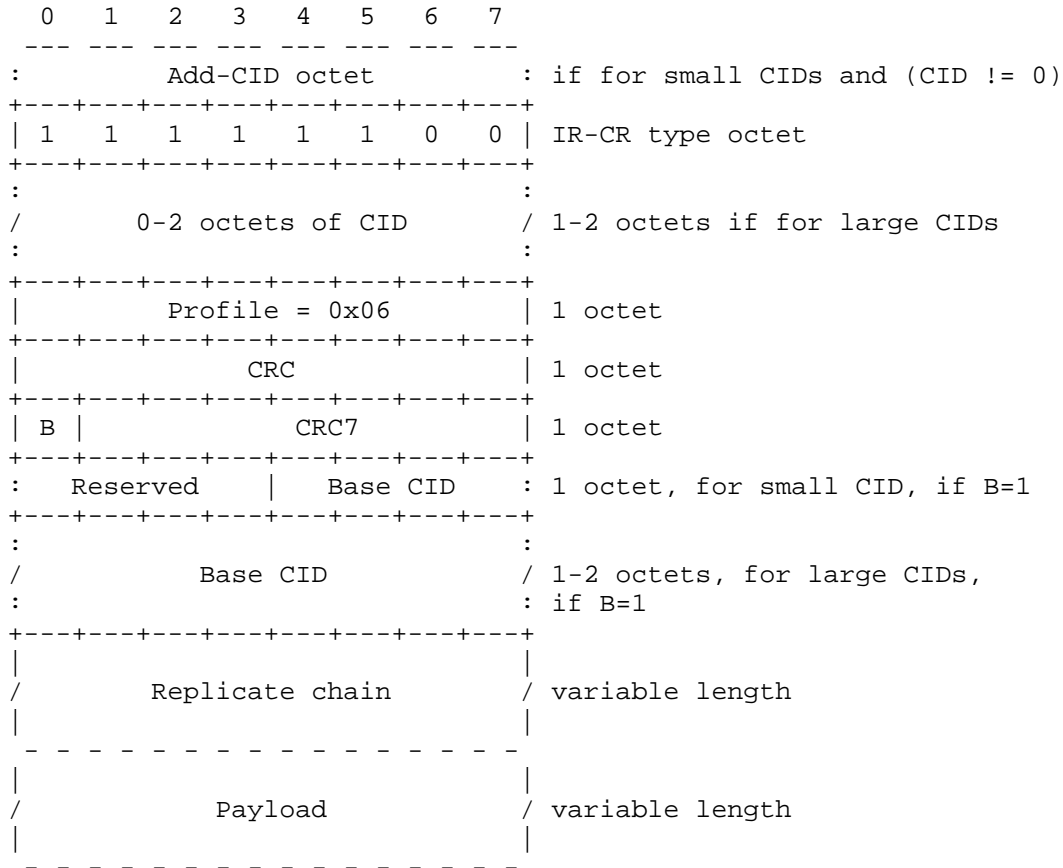 0   1   2   3   4   5   6   7
 --- --- --- --- --- --- --- ---
:         Add-CID octet         : if for small CIDs and (CID != 0)
+---+---+---+---+---+---+---+---+
| 1   1   1   1   1   1   0   0 | IR-CR type octet
+---+---+---+---+---+---+---+---+
:                               :
/       0-2 octets of CID       / 1-2 octets if for large CIDs
:                               :
+---+---+---+---+---+---+---+---+
|         Profile = 0x06        | 1 octet
+---+---+---+---+---+---+---+---+
|              CRC              | 1 octet
+---+---+---+---+---+---+---+---+
| B |            CRC7           | 1 octet
+---+---+---+---+---+---+---+---+
:   Reserved    |   Base CID    : 1 octet, for small CID, if B=1
+---+---+---+---+---+---+---+---+
:                               :
/           Base CID            / 1-2 octets, for large CIDs,
:                               : if B=1
+---+---+---+---+---+---+---+---+
|                               |
/        Replicate chain        / variable length
|                               |
 - - - - - - - - - - - - - - - -
|                               |
/            Payload            / variable length
|                               |
 - - - - - - - - - - - - - - - -